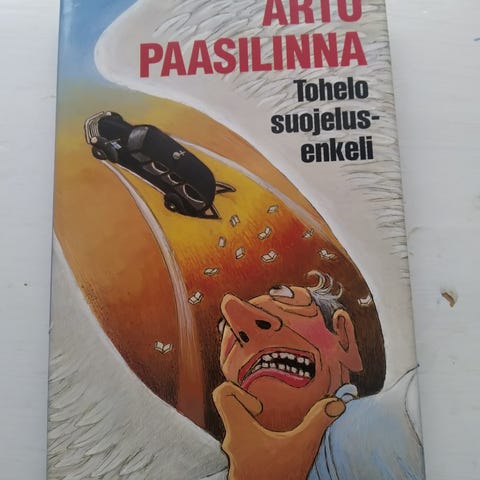 ARTO
PAASILINNA
Tohelo
suojelus-
enkeli